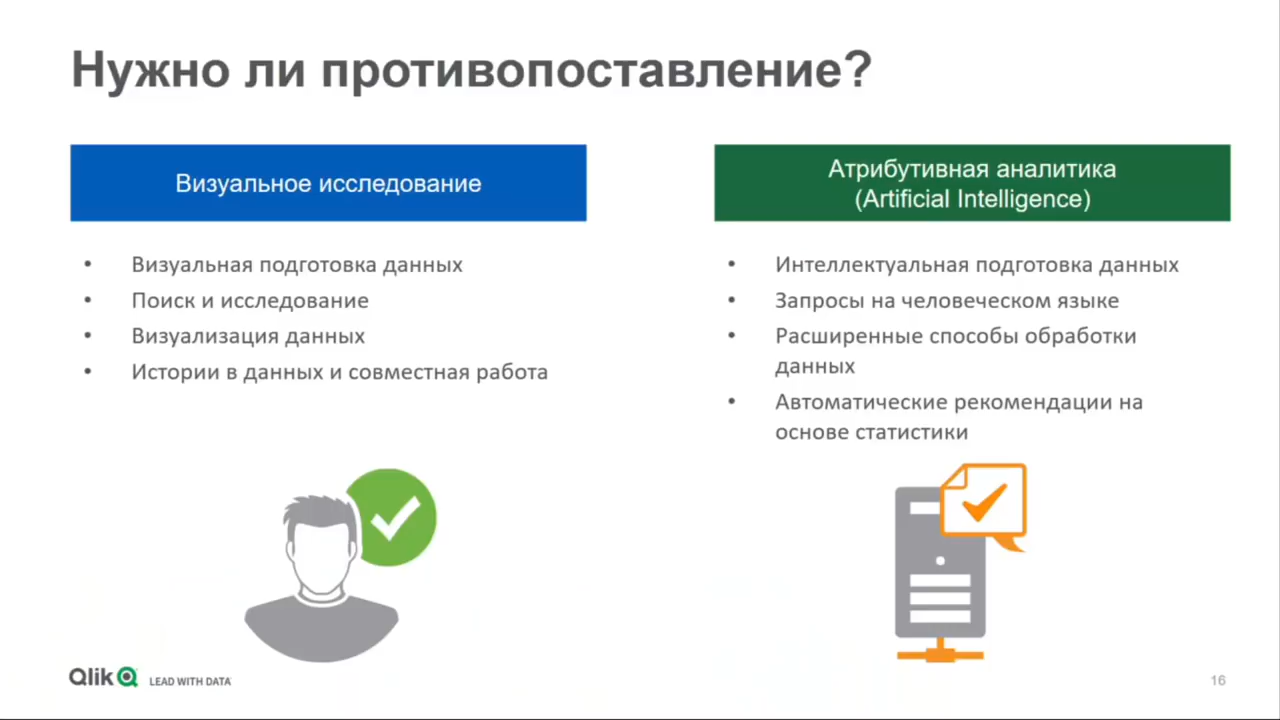 Нужно ли противопоставление?
Визуальное исследование
• Визуальная подготовка данных
• Поиск и исследование
• Визуализация данных
• Истории в данных и совместная работа
Атрибутивная аналитика
(Artificial Intelligence)
• Интеллектуальная подготовка данных
• Запросы на человеческом языке
• Расширенные способы обработки
данных
• Автоматические рекомендации на
основе статистики
Qlik LEAD WITH DATA
16